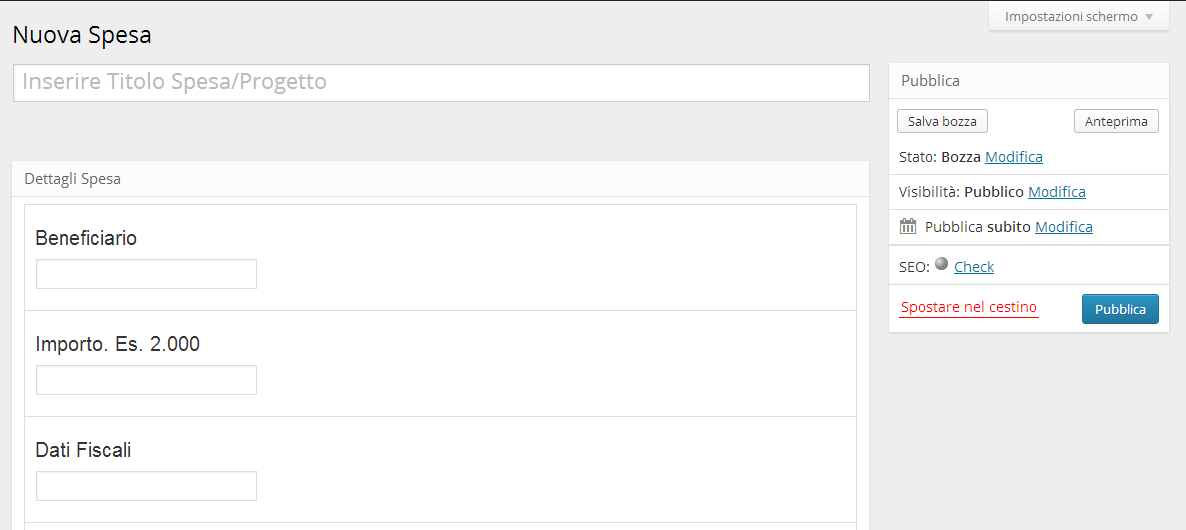 Impostazioni schermo
Nuova Spesa
Inserire Titolo Spesa/Progetto
Dettagli Spesa
Beneficiario
Importo. Es. 2.000
Dati Fiscali
Pubblica
Salva bozza Anteprima
Stato: Bozza Modifica
Visibilità: Pubblico Modifica
Pubblica subito Modifica
SEO: Check
Spostare nel cestino Pubblica